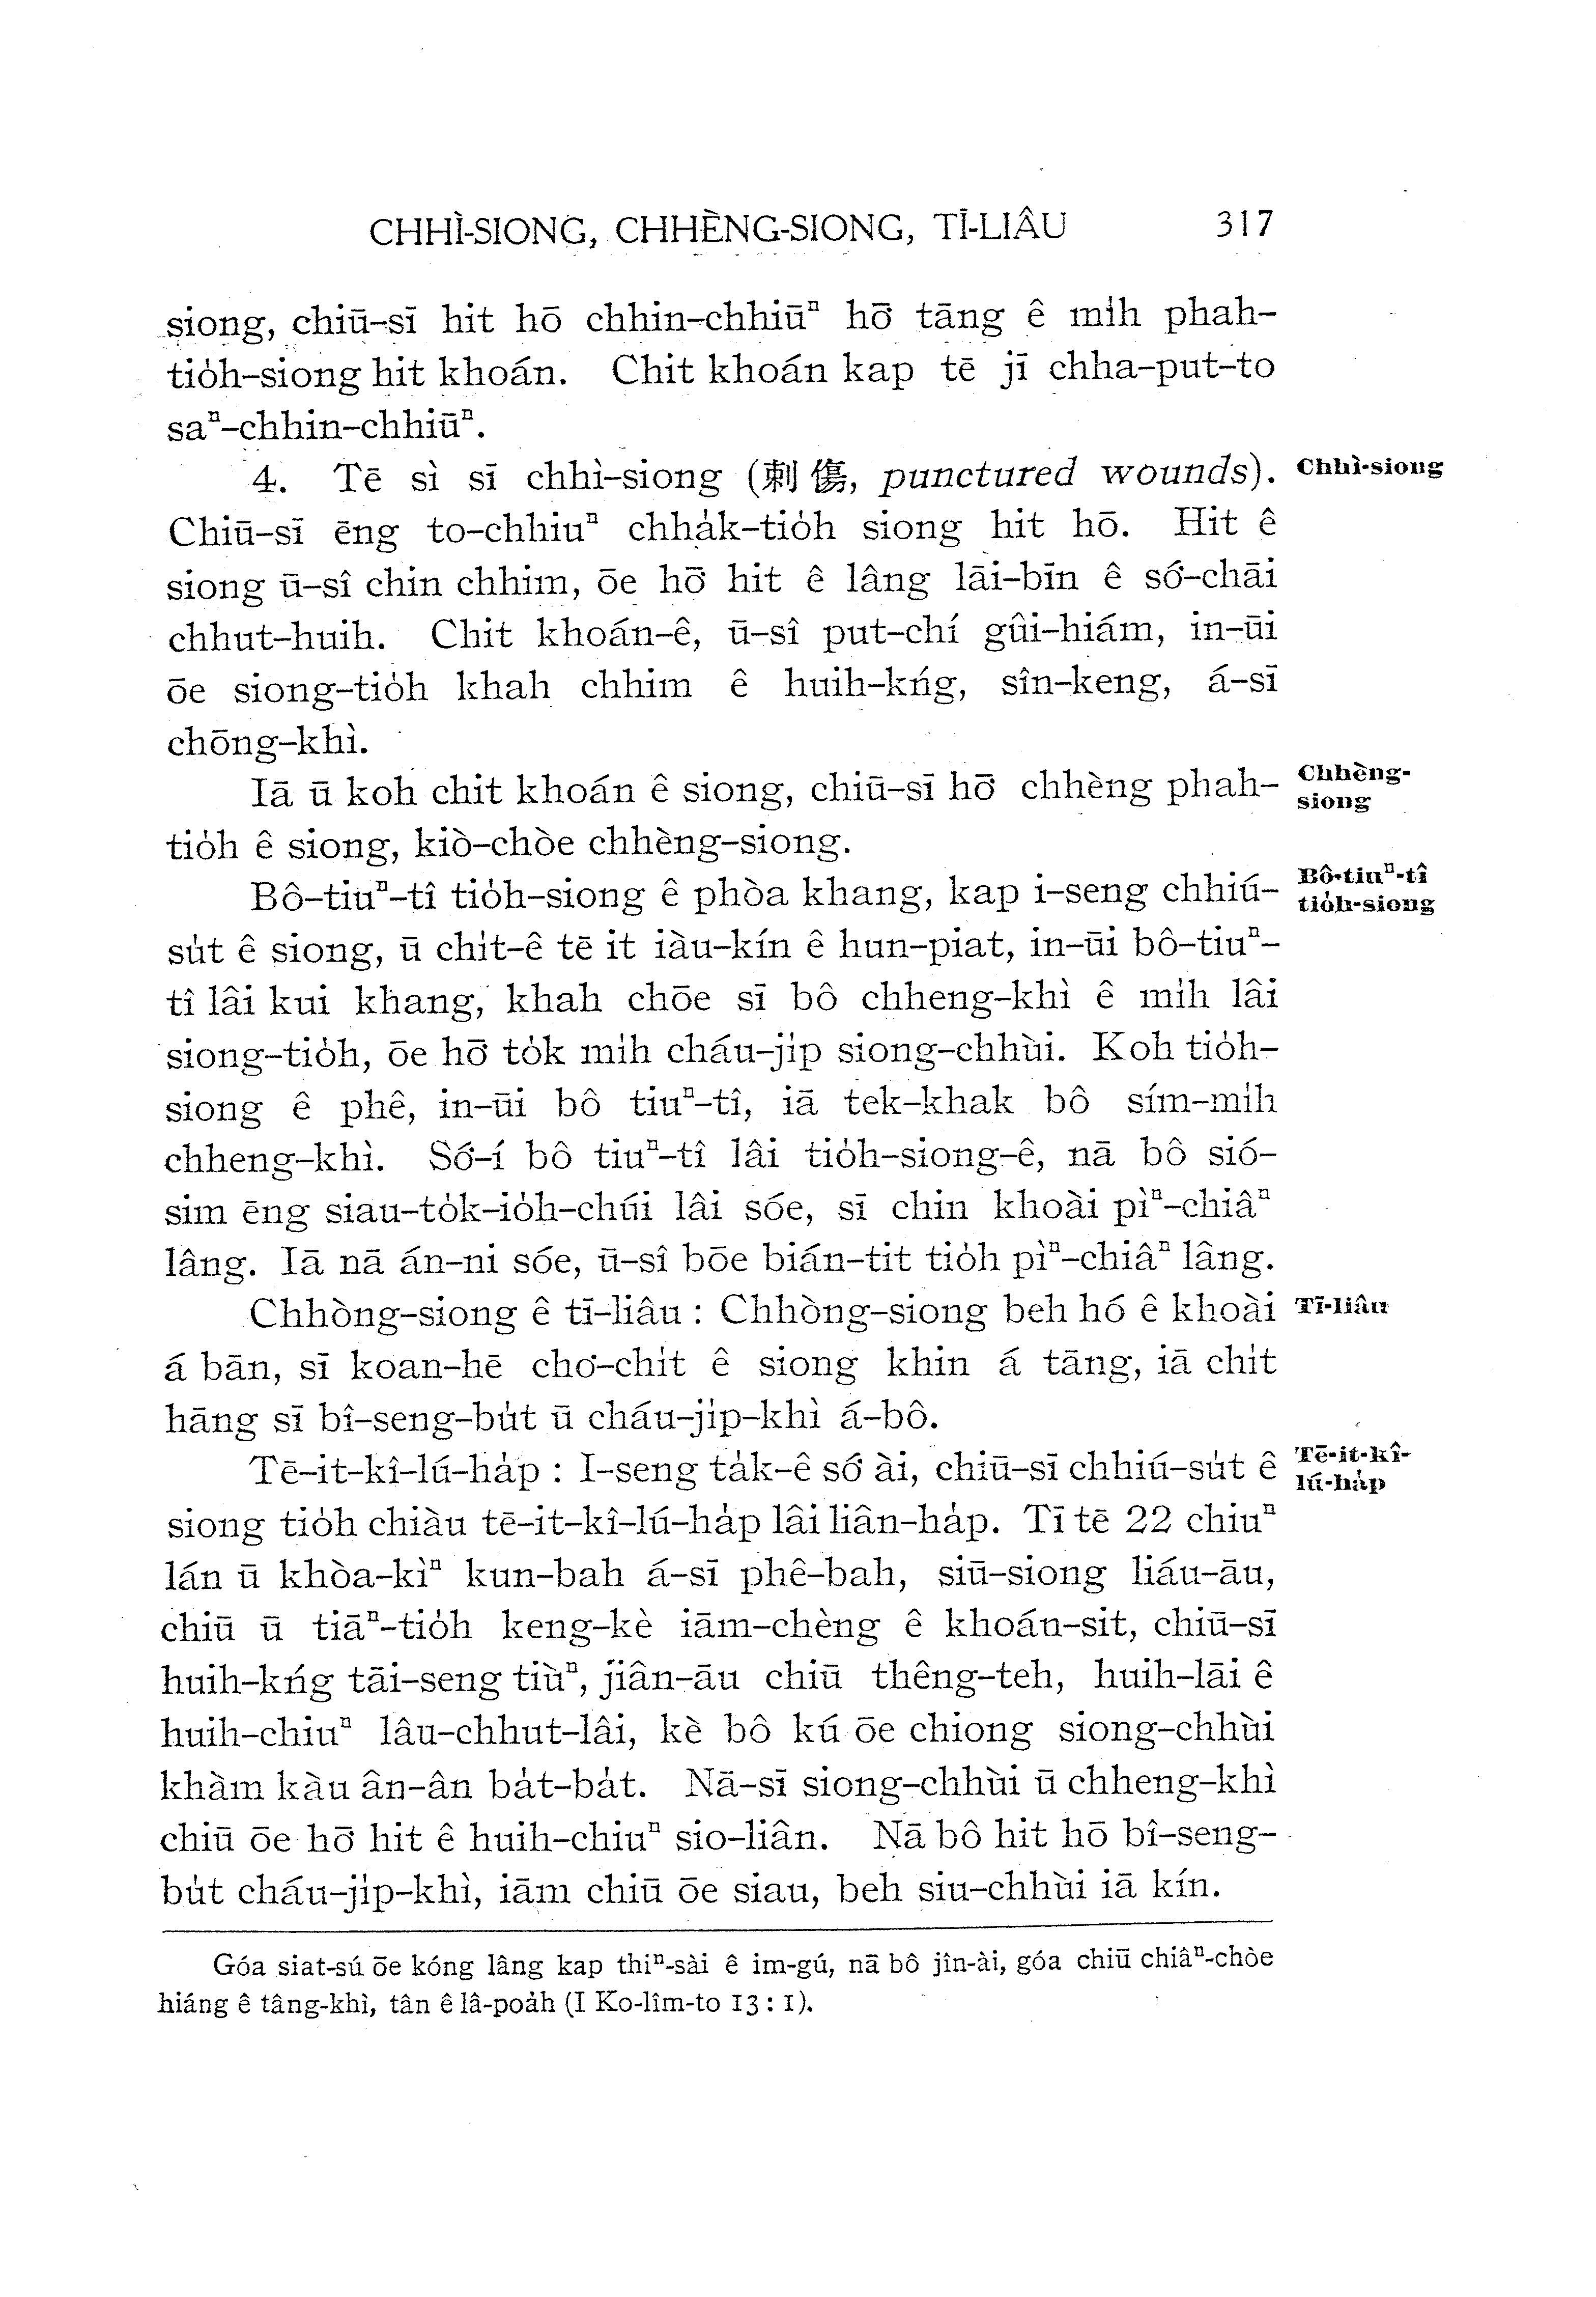 CHHÌ-SIONG, CHHÈNG-SIONG, TĪ-LIÂU 317
siong, chiū-sī hit hō chhin-chhiūⁿ hō͘ tāng ê mih phah-
tio̍h-siong hit khoán. Chit khoán kap tē jī chha-put-to
saⁿ-chhin-chhiūⁿ.
4. Tē sì sī chhì-siong (刺傷, punctured wounds).
Chhì-siong
Chiū-sī ēng to-chhiuⁿ chha̍k-tio̍h siong hit hō. Hit ê
siong ū-sî chin chhim, ōe hō͘ hit ê lâng lāi-bīn ê só͘-chāi
chhut-huih. Chit khoán-ê, ū-sî put-chí gûi-hiám, in-ūi
ōe siong-tio̍h khah chhim ê huih-kńg, sîn-keng, á-sī
chōng-khì.
Iā ū koh chit khoán ê siong, chiū-sī hō͘ chhèng phah-
Chhèng-
siong
tio̍h ê siong, kiò-chòe chhèng-siong.
Bô-tiuⁿ-tî tio̍h-siong ê phòa khang, kap i-seng chhiú-
Bô-tiuⁿ-tî
tio̍h-siong
su̍t ê siong, ū chi̍t-ê tē it iàu-kín ê hun-piat, in-ūi bô-tiuⁿ-
tî lâi kui khang, khah chōe sī bô chheng-khì ê mi̍h lâi
siong-tio̍h, ōe hō͘ to̍k mi̍h cháu-ji̍p siong-chhùi. Koh tio̍h-
siong ê phê, in-ūi bô tiuⁿ-tî, iā tek-khak bô sím-mi̍h
chheng-khì. Só͘-í bô tiuⁿ-tî lâi tio̍h-siong-ê, nā bô sió-
sim ēng siau-to̍k-io̍h-chúi lâi sóe, sī chin khoài pìⁿ-chiâⁿ
lâng. Iā nā án-ni sóe, ū-sî bōe bián-tit tio̍h pìⁿ-chiâⁿ lâng.
Chhòng-siong ê tī-liâu : Chhòng-siong beh hó ê khoài
Tī-liâu
á bān, sī koan-hē cho͘-chi̍t ê siong khin á tāng, iā chi̍t
hāng sī bî-seng-bu̍t ū cháu-ji̍p-khì á-bô.
Tē-it-kî-lú-ha̍p : I-seng ta̍k-ê só͘ ài, chiū-sī chhiú-su̍t ê
Tē-it-kî-
lú-ha̍p
siong tio̍h chiàu tē-it-kî-lú-ha̍p lâi liân-ha̍p. Tī tē 22 chiuⁿ
lán ū khòa-kìⁿ kun-bah á-sī phê-bah, siū-siong liáu-āu,
chiū ū tiāⁿ-tio̍h keng-kè iām-chèng ê khoán-sit, chiū-sī
huih-kńg tāi-seng tiùⁿ, jiân-āu chiū thêng-teh, huih-lāi ê
huih-chiuⁿ lâu-chhut-lâi, kè bô kú ōe chiong siong-chhùi
khàm kàu ân-ân ba̍t-ba̍t. Nā-sī siong-chhùi ū chheng-khì
chiū ōe hō͘ hit ê huih-chiuⁿ sio-liân. Nā bô hit hō bî-seng-
bu̍t cháu-ji̍p-khì, iām chiū ōe siau, beh siu-chhùi iā kín.
Góa siat-sú ōe kóng lâng kap thiⁿ-sài ê im-gú, nā bô jîn-ài, góa chiū chiâⁿ-chòe
hiáng ê tâng-khì, tân ê lâ-poa̍h (I Ko-lîm-to 13 : 1).